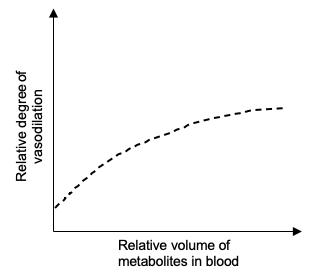 Relative degree of
vasodilation
Relative volume of
metabolites in blood